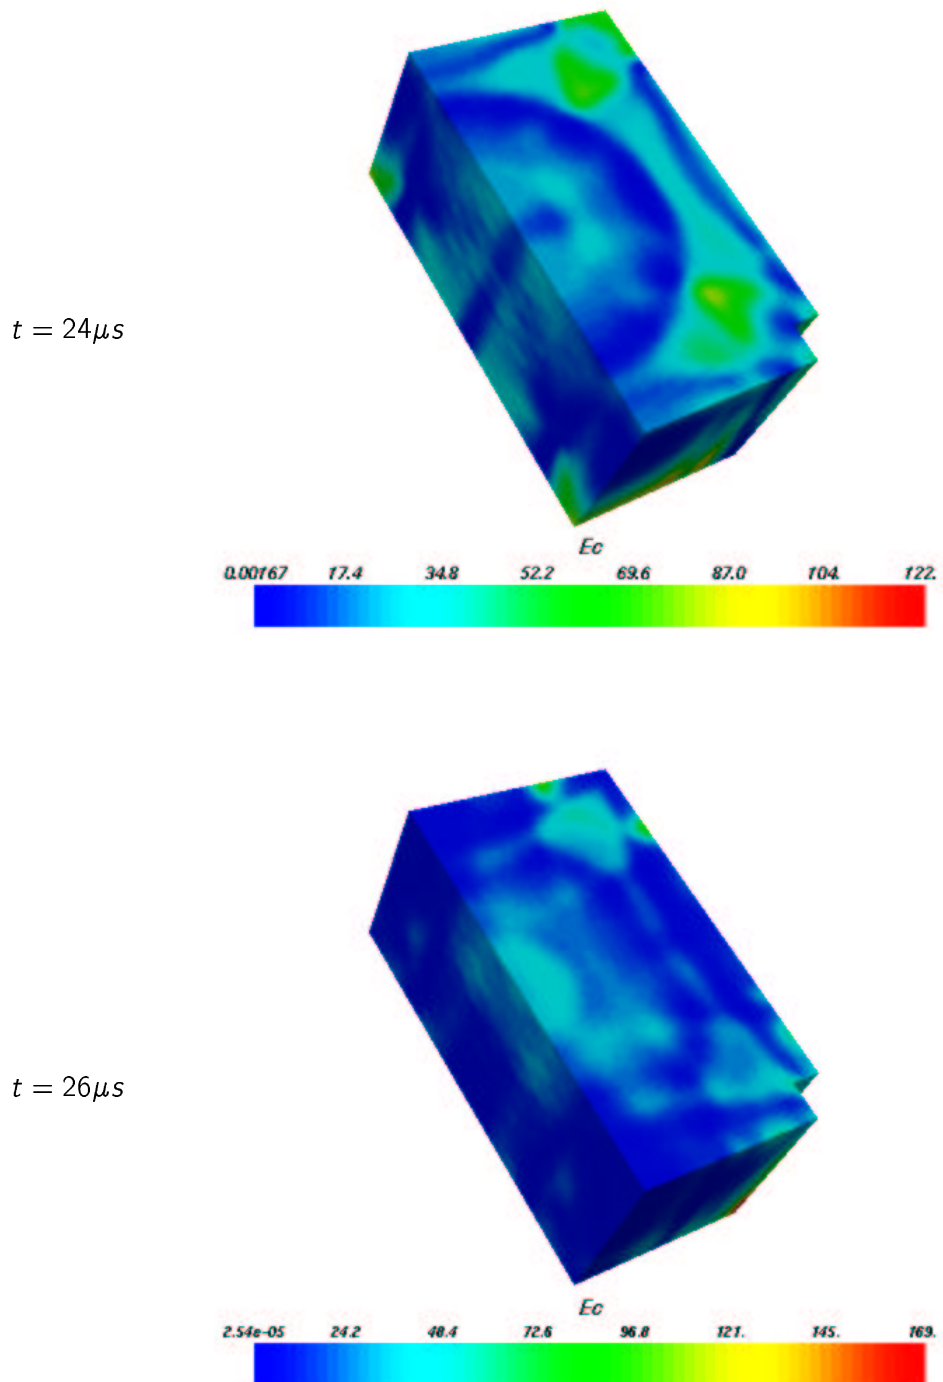 t = 24μs
Ec
0.00167 17.4 34.8 52.2 69.6 87.0 104. 122.
t = 26μs
Ec
2.54e-05 24.2 48.4 72.6 96.8 121. 145. 169.